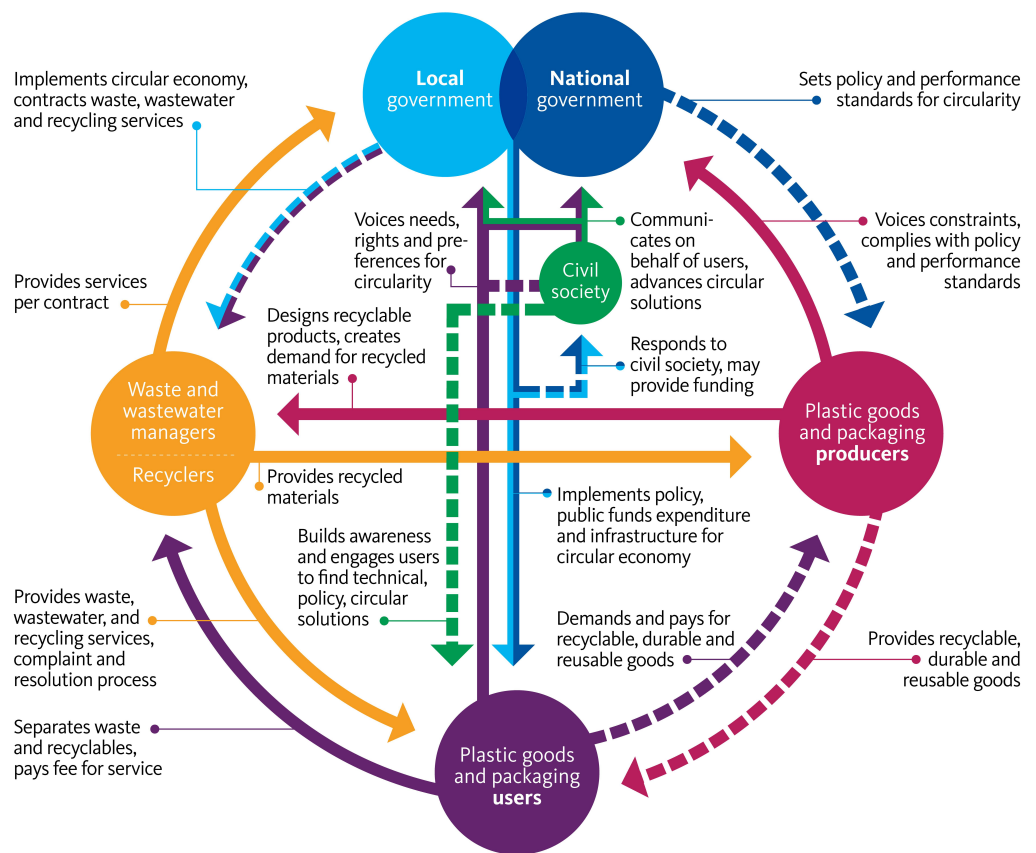 Local
government
National
government
Implements circular economy,
contracts waste, wastewater
and recycling services
Sets policy and performance
standards for circularity
Voices needs,
rights and pre-
ferences for
circularity
Civil
society
Communi-
cates on
behalf of users,
advances circular
solutions
Voices constraints,
complies with policy
and performance
standards
Provides services
per contract
Designs recyclable
products, creates
demand for recycled
materials
Responds to
civil society, may
provide funding
Waste and
wastewater
managers
Recyclers
Plastic goods
and packaging
producers
Provides recycled
materials
Implements policy,
public funds expenditure
and infrastructure for
circular economy
Builds awareness
and engages users
to find technical,
policy, circular
solutions
Provides waste,
wastewater, and
recycling services,
complaint and
resolution process
Demands and pays for
recyclable, durable and
reusable goods
Provides recyclable,
durable and
reusable goods
Separates waste
and recyclables,
pays fee for service
Plastic goods
and packaging
users